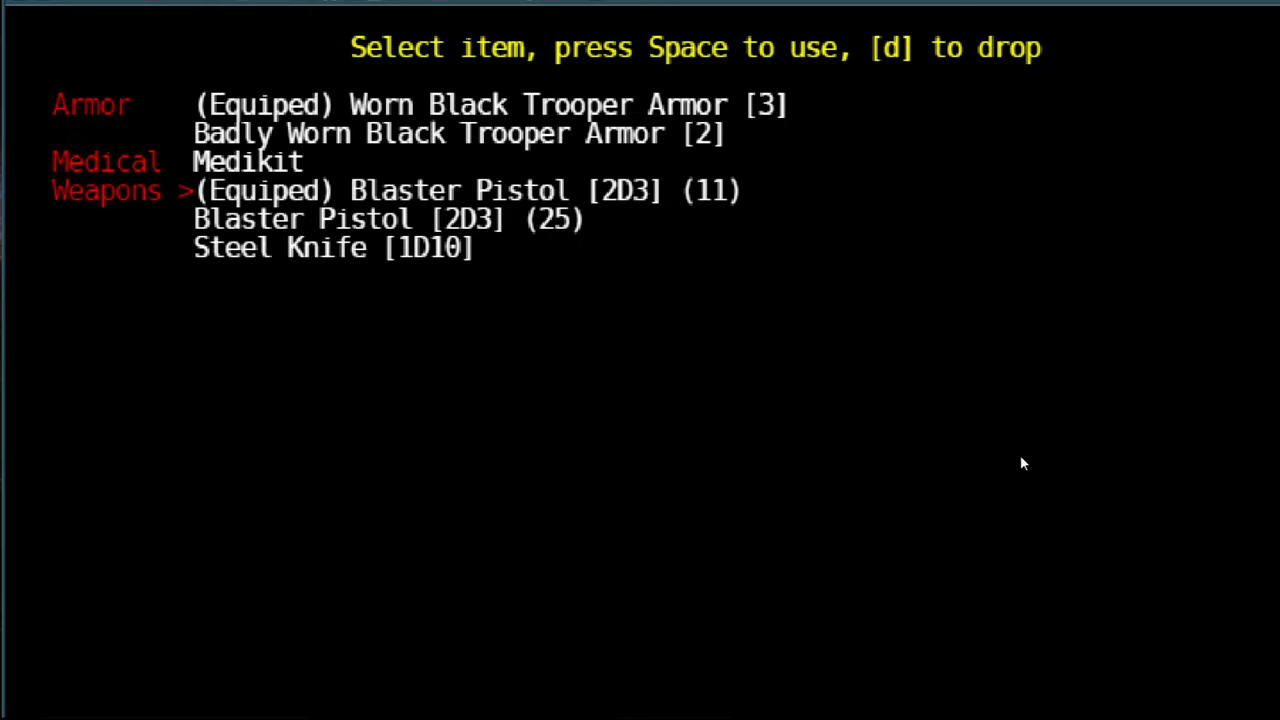 Select item, press Space to use, [d] to drop
Armor (Equiped) Worn Black Trooper Armor [3]
Badly Worn Black Trooper Armor [2]
Medical Medikit
Weapons >(Equiped) Blaster Pistol [2D3] (11)
Blaster Pistol [2D3] (25)
Steel Knife [1D10]